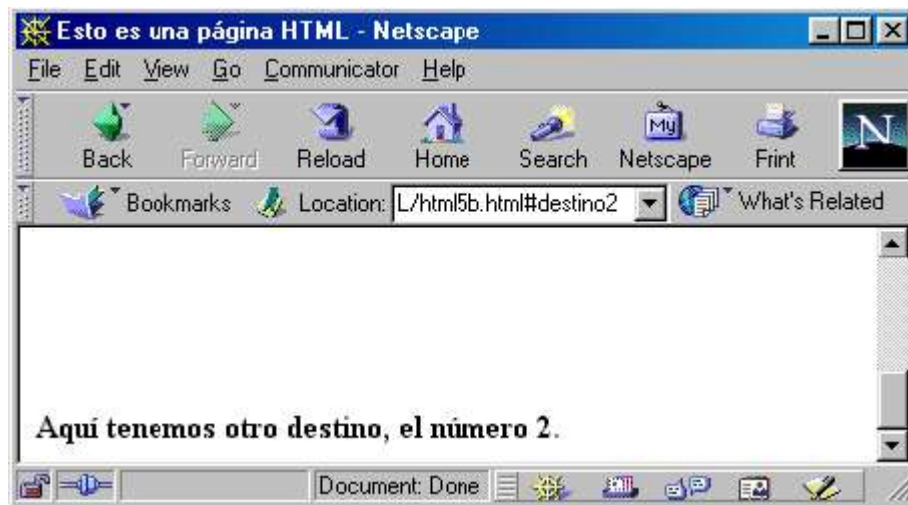 Esto es una página HTML - Netscape
File Edit View Go Communicator Help
Back Forward Reload Home Search My Netscape Print N
Bookmarks Location: L/html5b.html#destino2 What's Related
Aquí tenemos otro destino, el número 2.
Document: Done